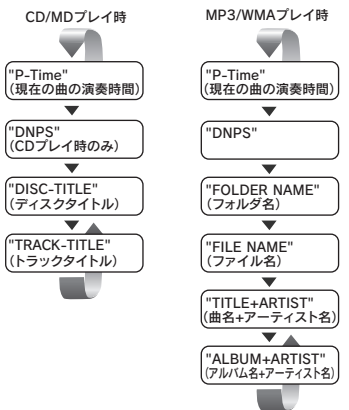 CD/MDプレイ時
"P-Time"
(現在の曲の演奏時間)
"DNPS"
(CDプレイ時のみ)
"DISC-TITLE"
(ディスクタイトル)
"TRACK-TITLE"
(トラックタイトル)
MP3/WMAプレイ時
"P-Time"
(現在の曲の演奏時間)
"DNPS"
"FOLDER NAME"
(フォルダ名)
"FILE NAME"
(ファイル名)
"TITLE+ARTIST"
(曲名+アーティスト名)
"ALBUM+ARTIST"
(アルバム名+アーティスト名)